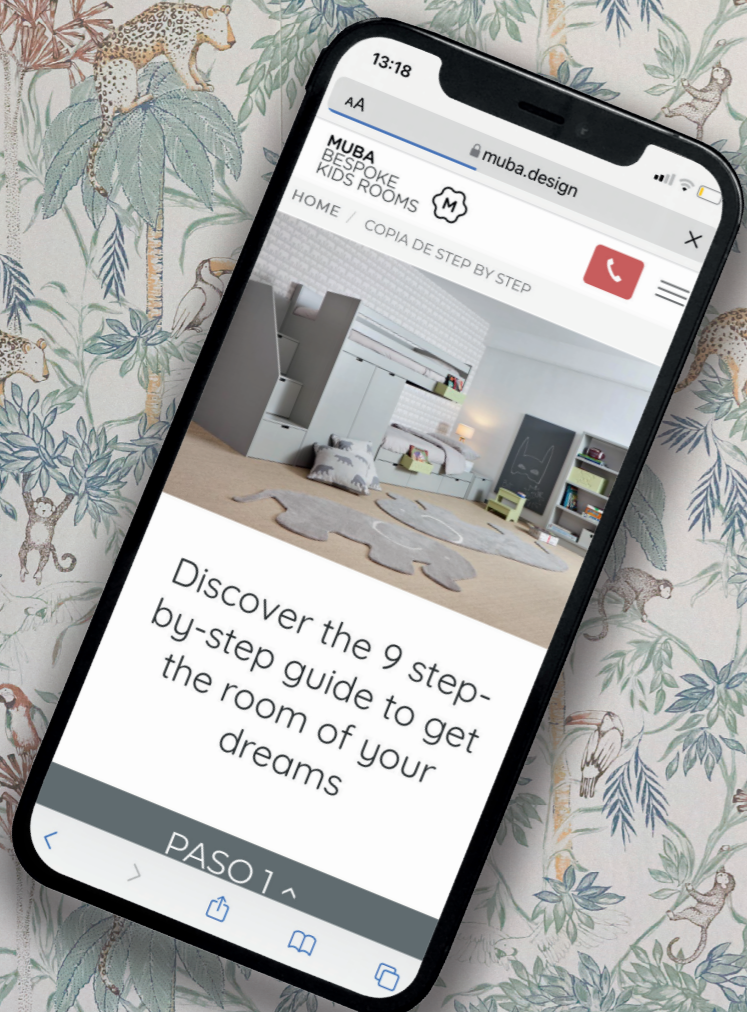 13:18
AA
muba.design
MUBA
BESPOKE
KIDS ROOMS
M
HOME / COPIA DE STEP BY STEP
Discover the 9 step-
by-step guide to get
the room of your
dreams
PASO 1